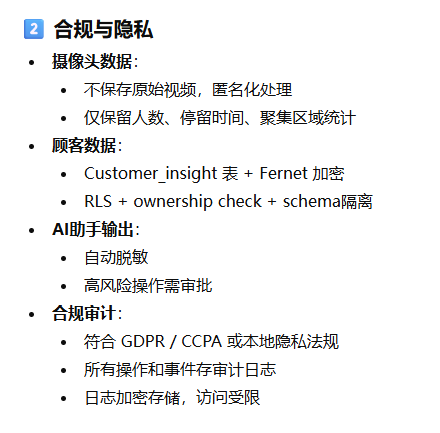 2 合规与隐私
• 摄像头数据：
• 不保存原始视频，匿名化处理
• 仅保留人数、停留时间、聚集区域统计
• 顾客数据：
• Customer_insight 表 + Fernet 加密
• RLS + ownership check + schema隔离
• AI助手输出：
• 自动脱敏
• 高风险操作需审批
• 合规审计：
• 符合 GDPR / CCPA 或本地隐私法规
• 所有操作和事件存审计日志
• 日志加密存储，访问受限